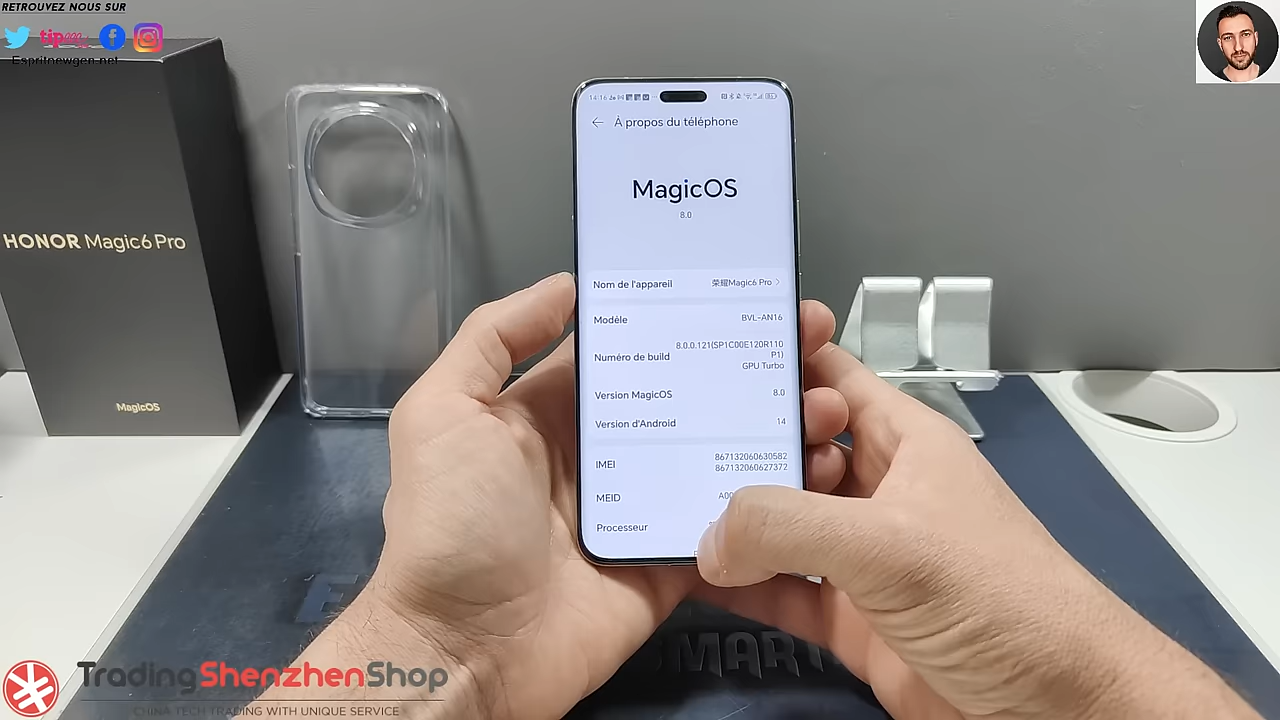 RETROUVEZ NOUS SUR
Espritnewgen.net
HONOR Magic6 Pro
MagicOS
14:16
À propos du téléphone
MagicOS
8.0
Nom de l'appareil
荣耀Magic6 Pro
Modèle
BVL-AN16
Numéro de build
8.0.0.121(SP1C00E120R110
P1)
GPU Turbo
Version MagicOS
8.0
Version d'Android
14
IMEI
867132060630582
867132060627372
MEID
Processeur
SMART
TradingShenzhenShop
CHINA TECH TRADING WITH UNIQUE SERVICE